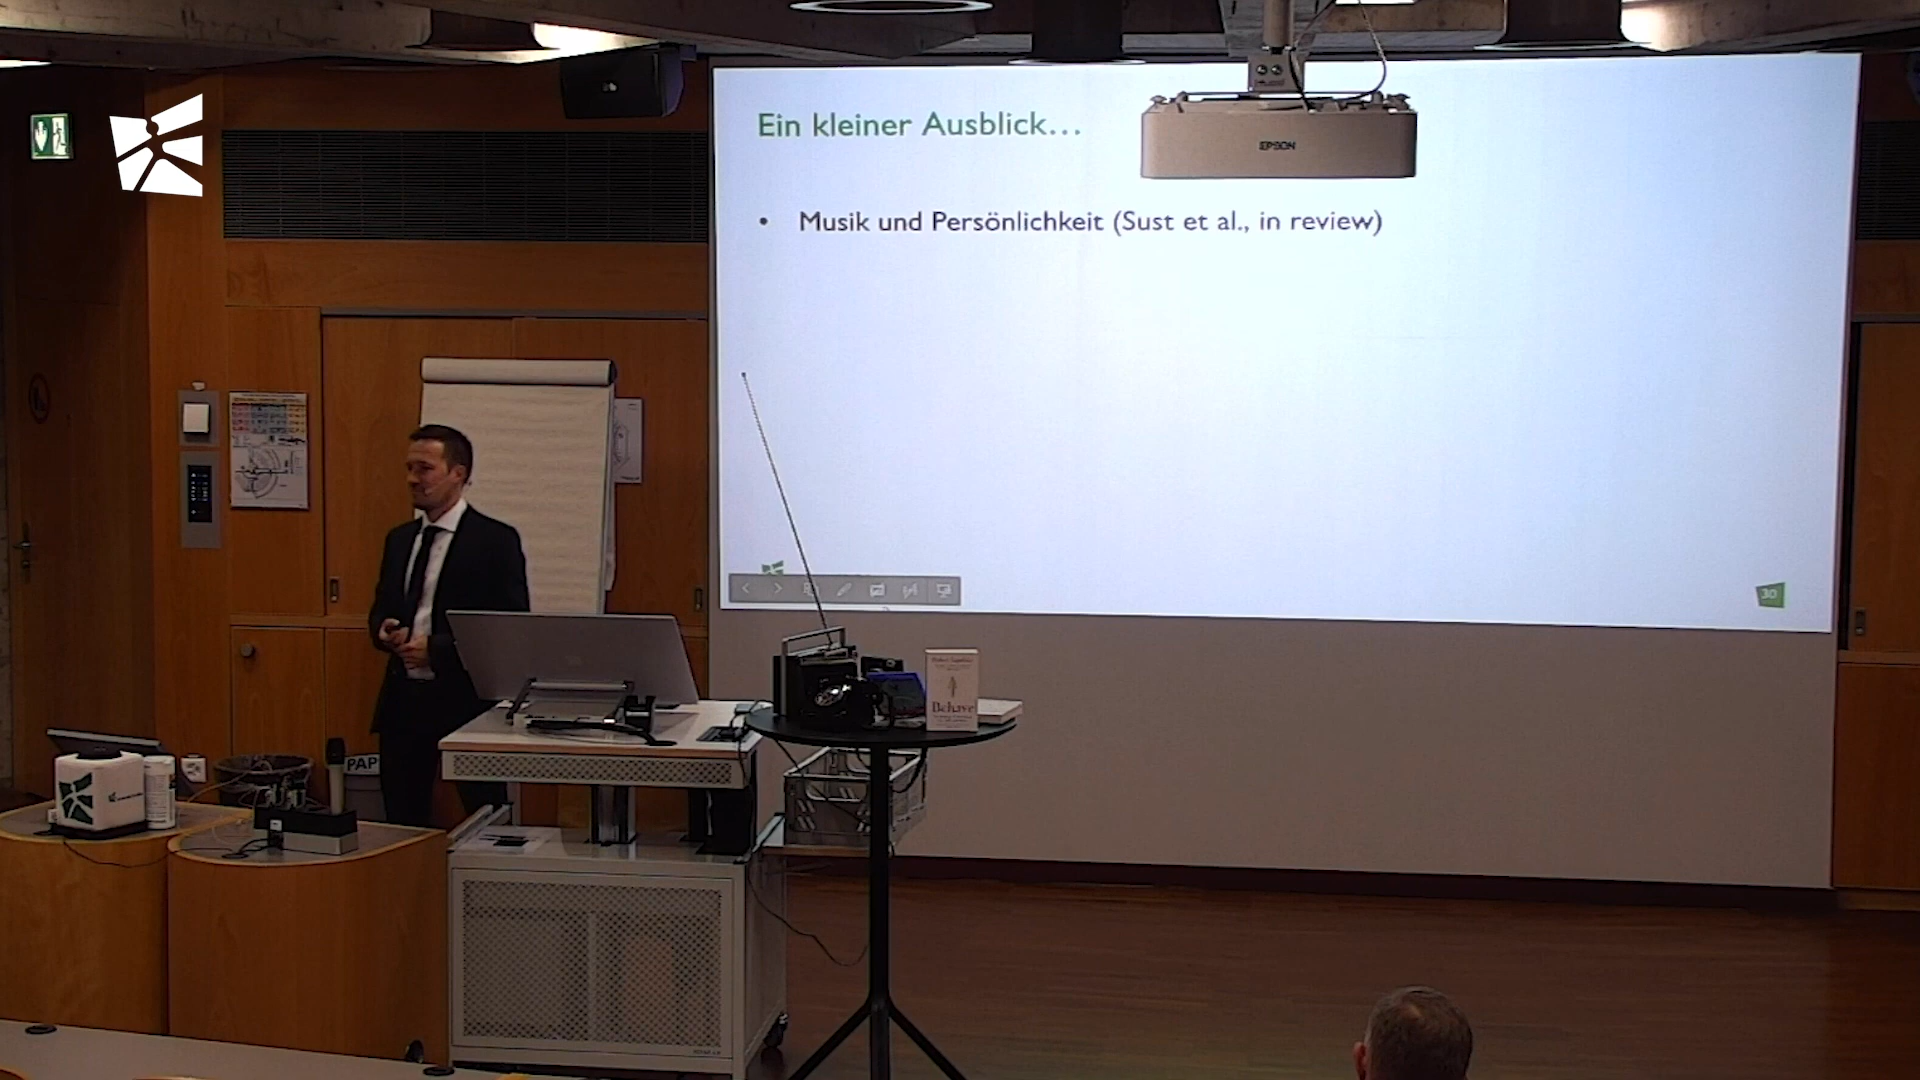 Ein kleiner Ausblick...
EPSON
• Musik und Persönlichkeit (Sust et al., in review)
30
Behave
PAP